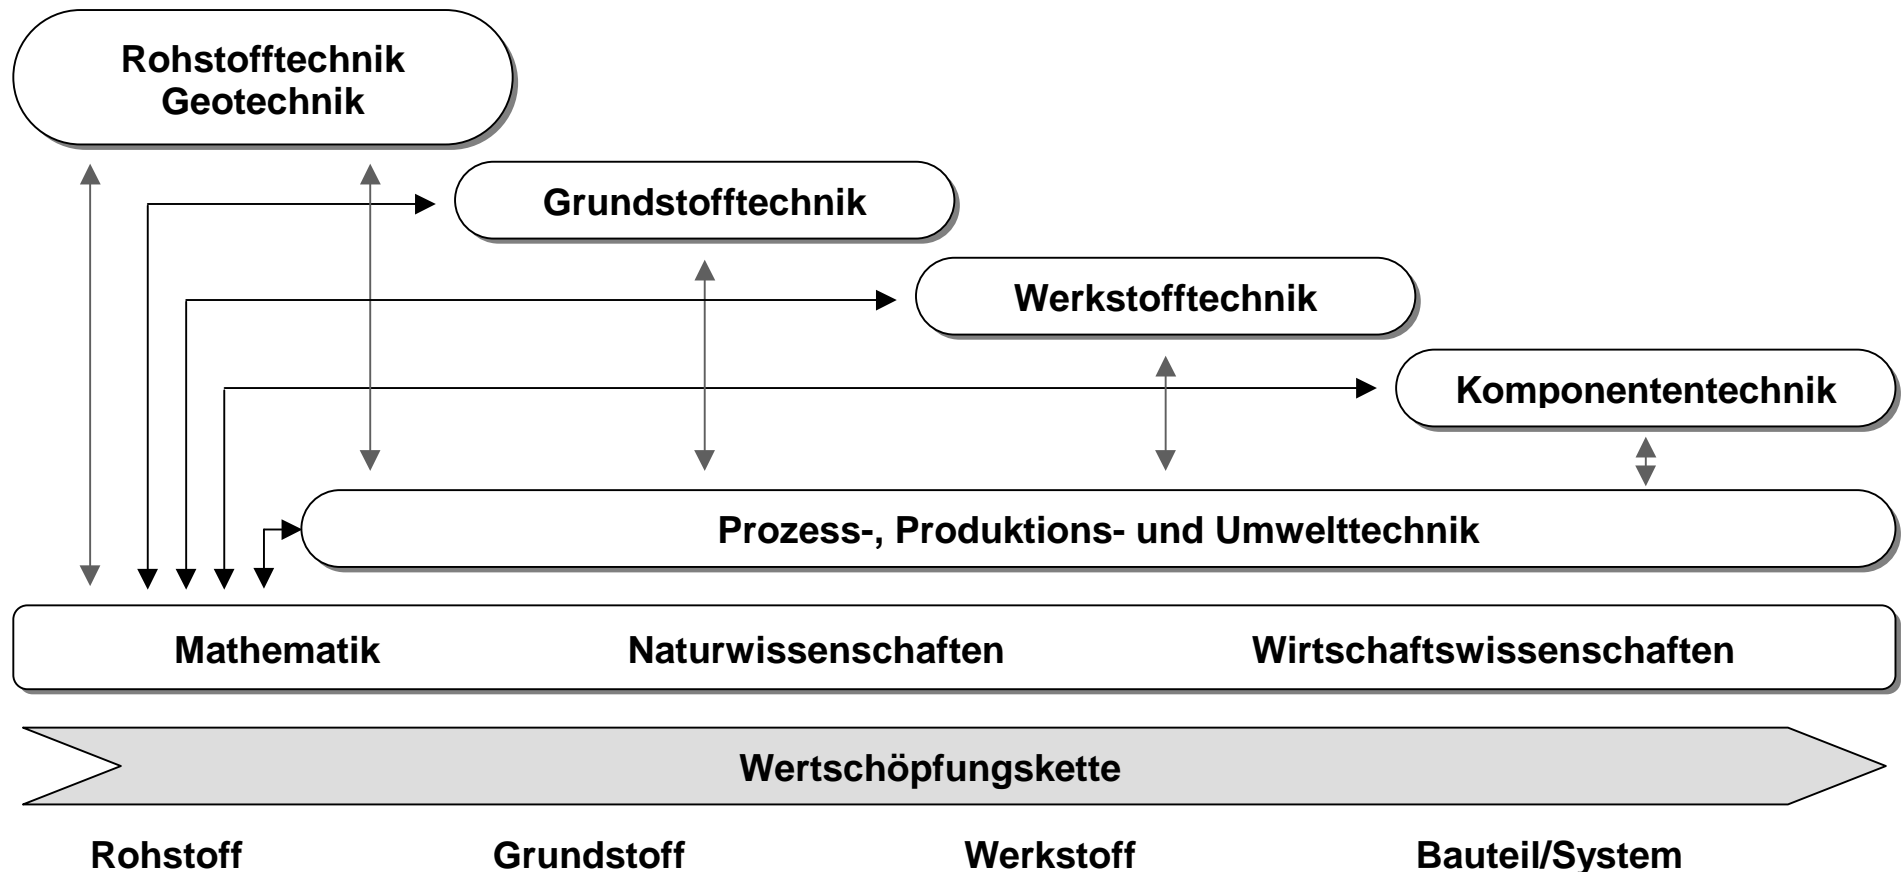 Rohstofftechnik
Geotechnik
Grundstofftechnik
Werkstofftechnik
Komponententechnik
Prozess-, Produktions- und Umwelttechnik
Mathematik Naturwissenschaften Wirtschaftswissenschaften
Wertschöpfungskette
Rohstoff Grundstoff Werkstoff Bauteil/System